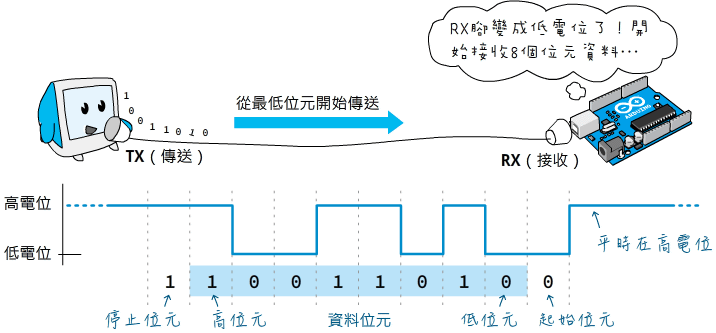 RX腳變成低電位了！開
始接收8個位元資料…
1
0
0
1 1 0 1 0
從最低位元開始傳送
ARDUINO
TX（傳送）
RX（接收）
高電位
低電位
平時在高電位
1 1 0 0 1 1 0 1 0 0
停止位元 高位元 資料位元 低位元 起始位元